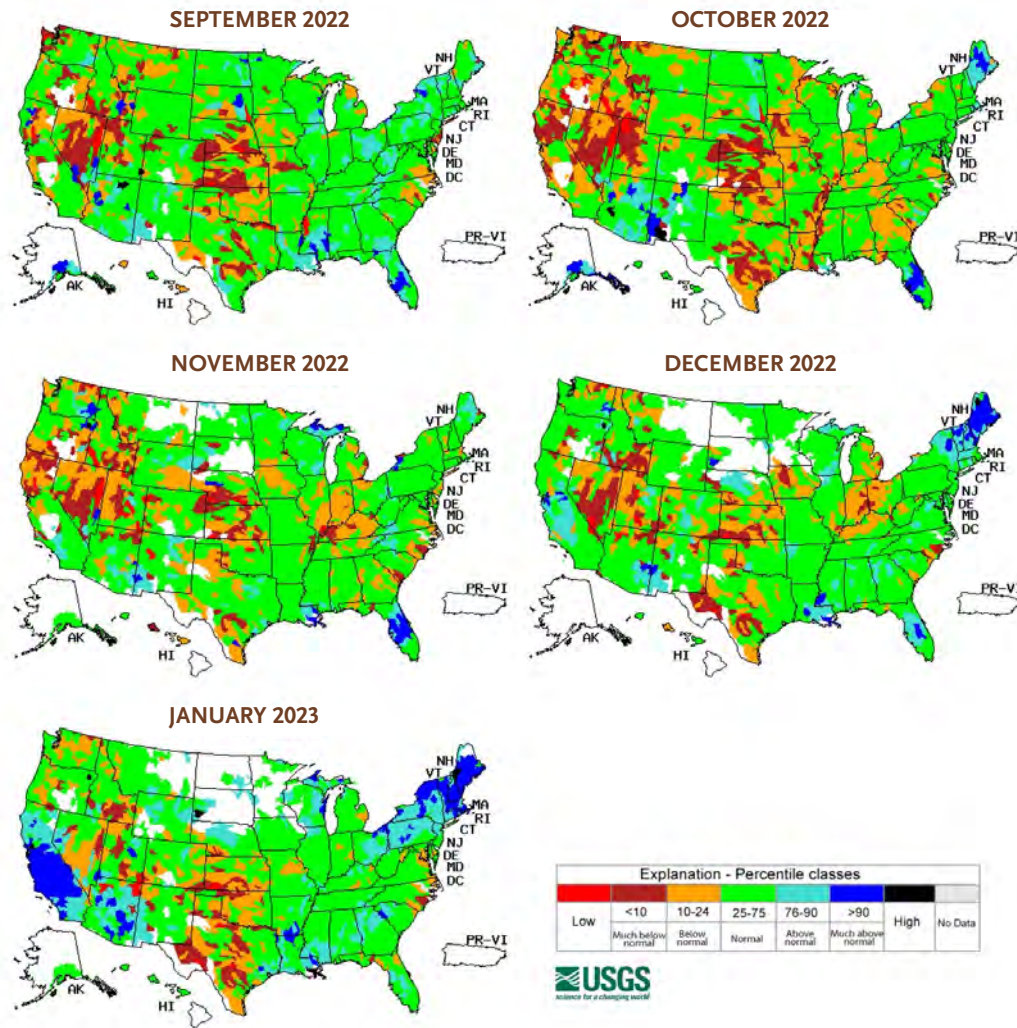 SEPTEMBER 2022
OCTOBER 2022
NH
VT
MA
RI
CT
NJ
DE
MD
DC
PR-VI
AK
HI
NH
VT
MA
RI
CT
NJ
DE
MD
DC
PR-VI
AK
HI
NOVEMBER 2022
DECEMBER 2022
NH
VT
MA
RI
CT
NJ
DE
MD
DC
PR-VI
AK
HI
NH
VT
MA
RI
CT
NJ
DE
MD
DC
PR-VI
AK
HI
JANUARY 2023
NH
VT
MA
RI
CT
NJ
DE
MD
DC
PR-VI
AK
HI
Explanation - Percentile classes
Low <10 10-24 25-75 76-90 >90 High No Data
Much below normal Below normal Normal Above normal Much above normal
USGS
science for a changing world